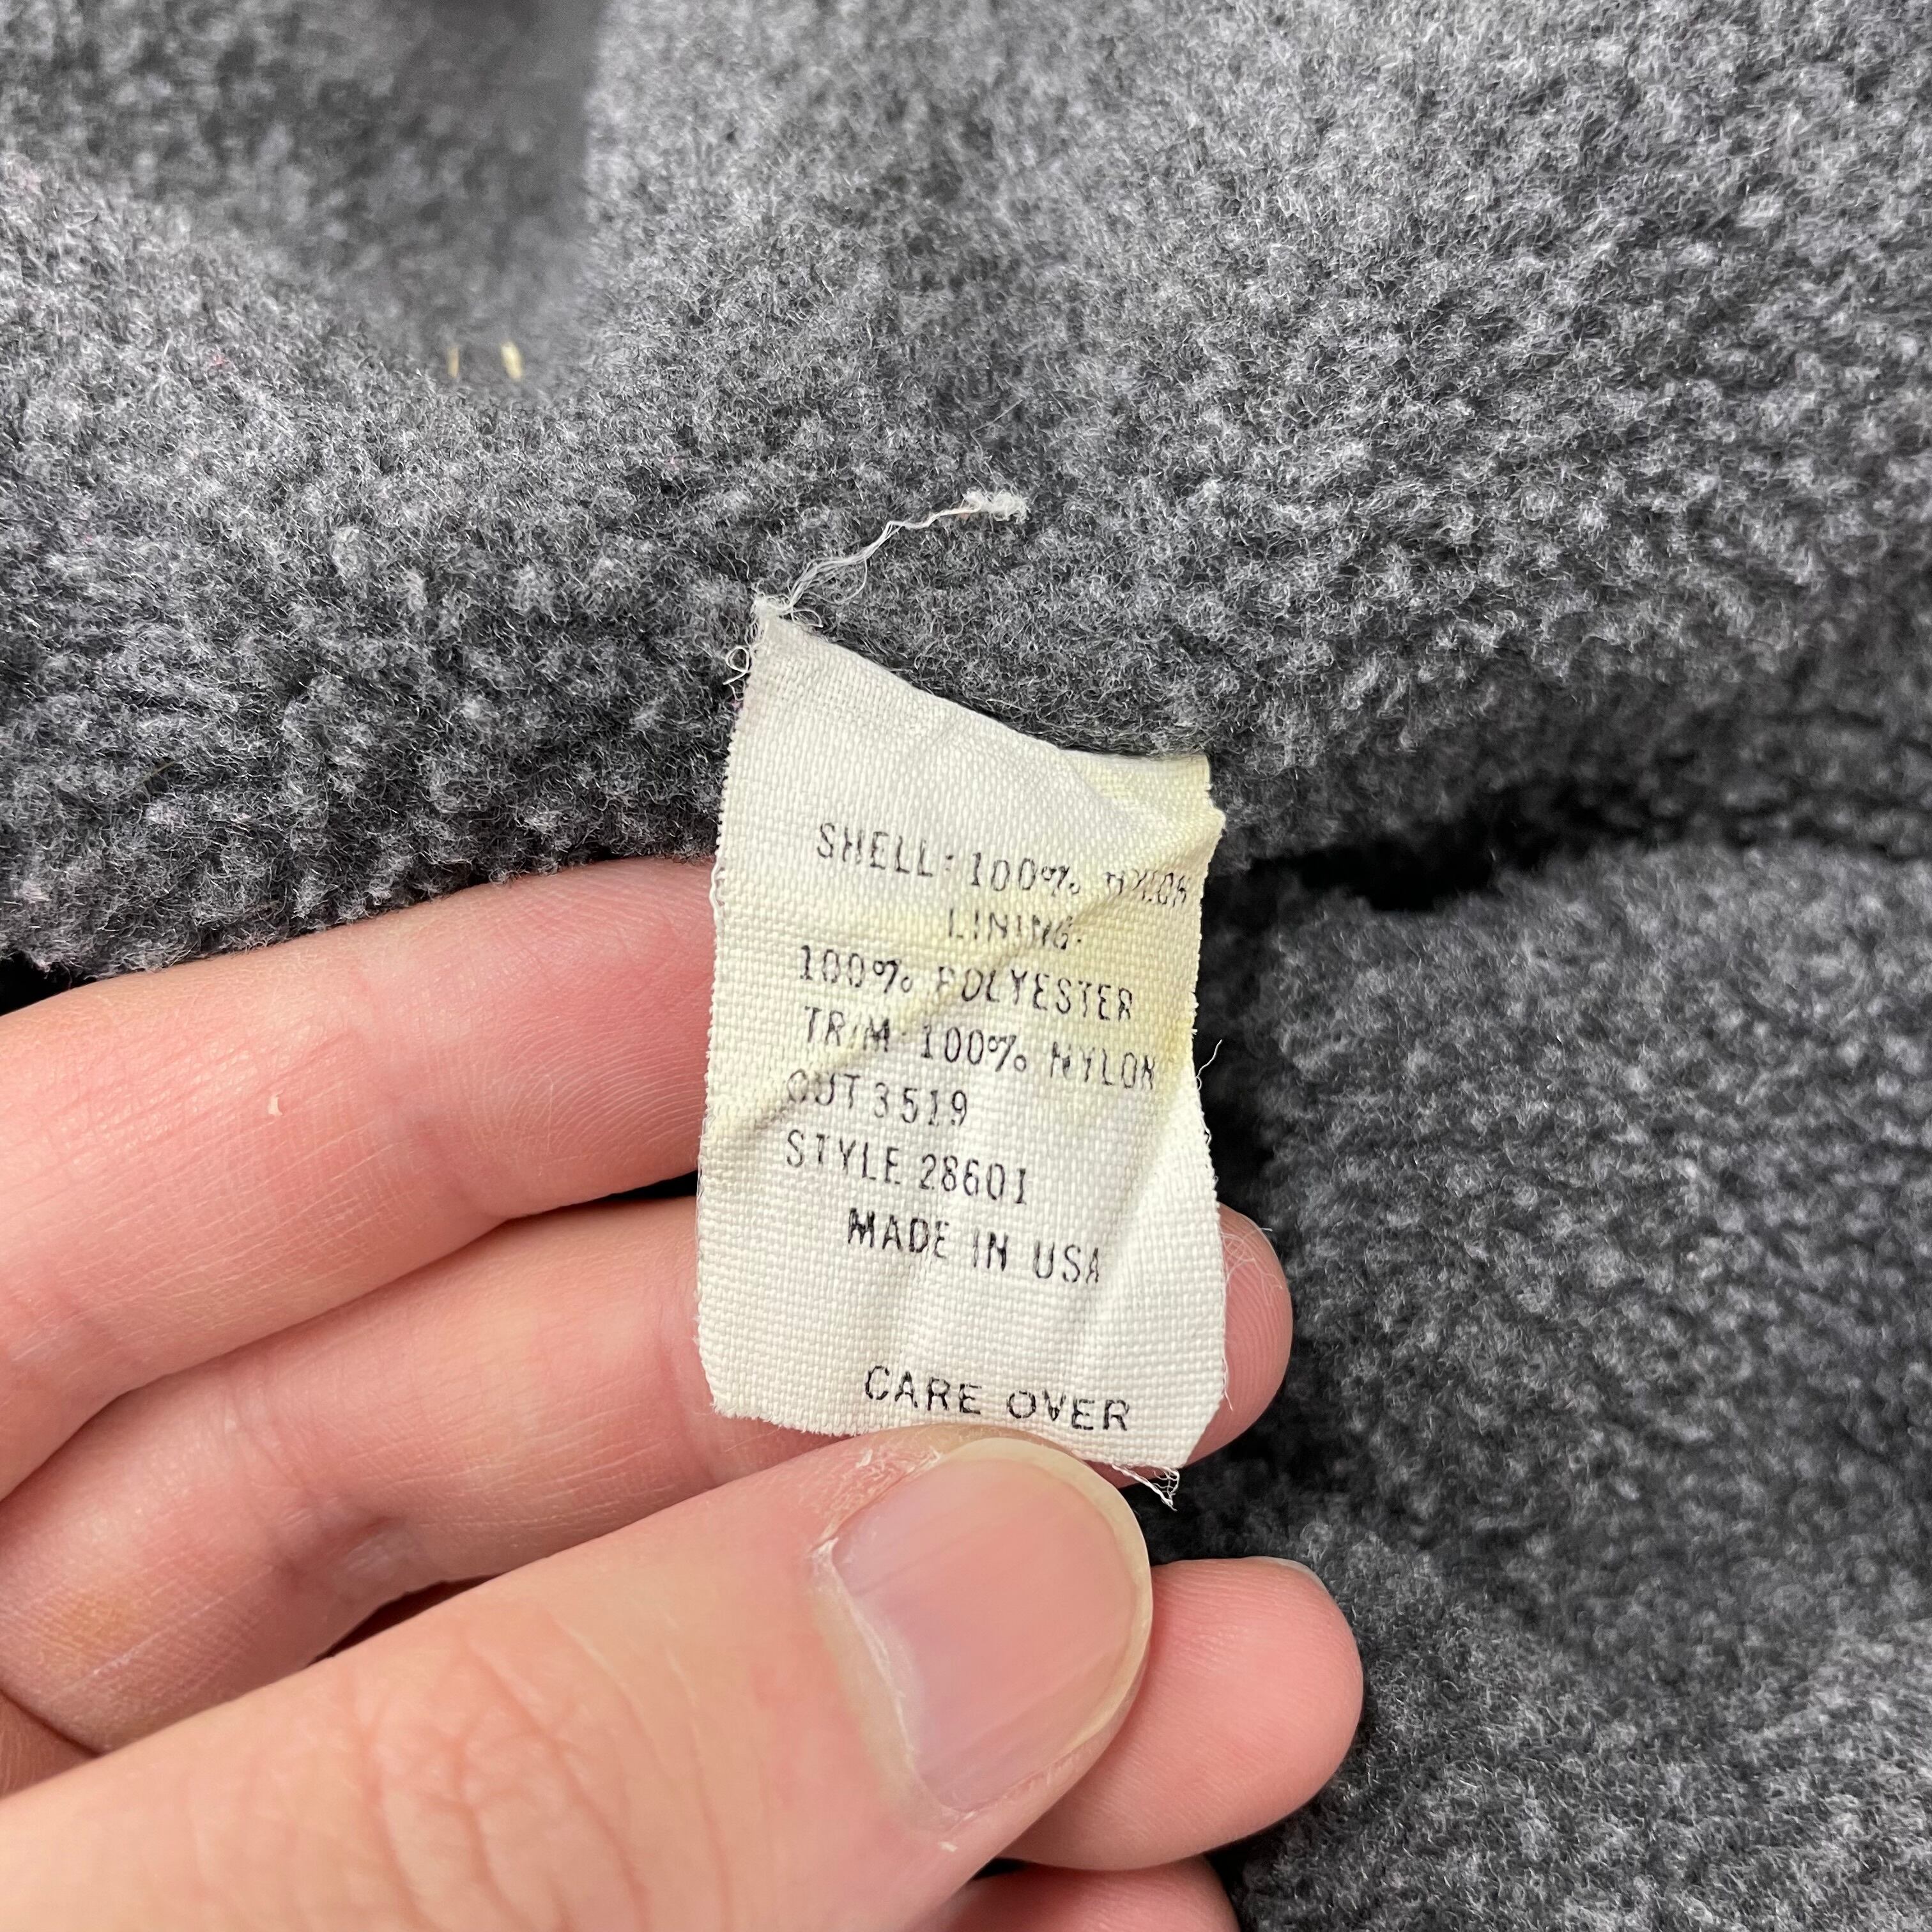 SHELL: 100% NYLON
LINING:
100% POLYESTER
TRIM: 100% NYLON
CUT 3519
STYLE 28601
MADE IN USA
CARE OVER